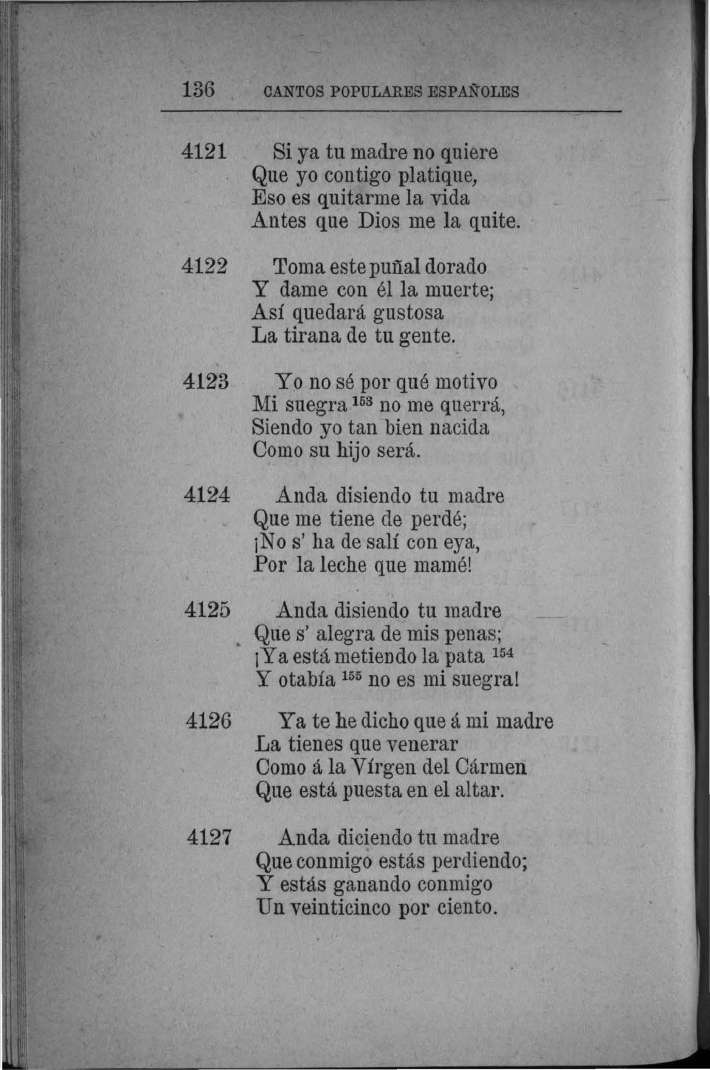 136 CANTOS POPULARES ESPAÑOLES
4121 Si ya tu madre no quiere
Que yo contigo platique,
Eso es quitarme la vida
Antes que Dios me la quite.
4122 Toma este puñal dorado
Y dame con él la muerte;
Así quedará gustosa
La tirana de tu gente.
4123 Yo no sé por qué motivo
Mi suegra ¹⁵³ no me querrá,
Siendo yo tan bien nacida
Como su hijo será.
4124 Anda disiendo tu madre
Que me tiene de perdé;
¡No s' ha de salí con eya,
Por la leche que mamé!
4125 Anda disiendo tu madre
Que s' alegra de mis penas;
¡Ya está metiendo la pata ¹⁵⁴
Y otabía ¹⁵⁵ no es mi suegra!
4126 Ya te he dicho que á mi madre
La tienes que venerar
Como á la Vírgen del Cármen
Que está puesta en el altar.
4127 Anda diciendo tu madre
Que conmigo estás perdiendo;
Y estás ganando conmigo
Un veinticinco por ciento.